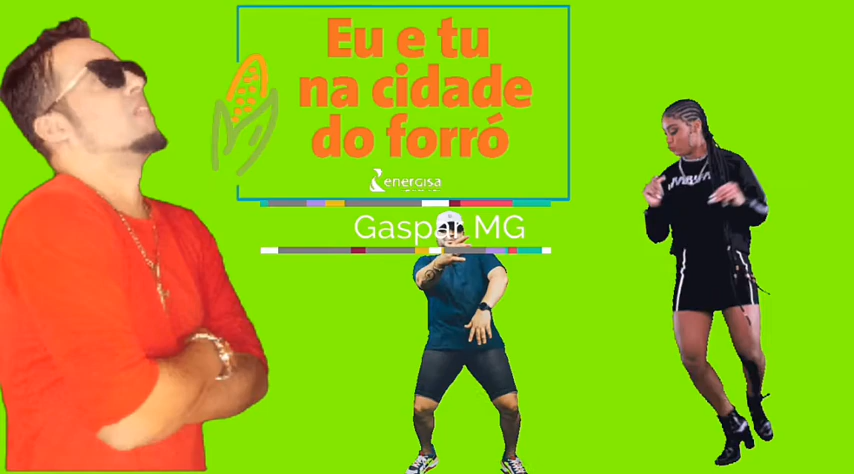 Eu e tu
na cidade
do forró
energisa
Gaspar MG